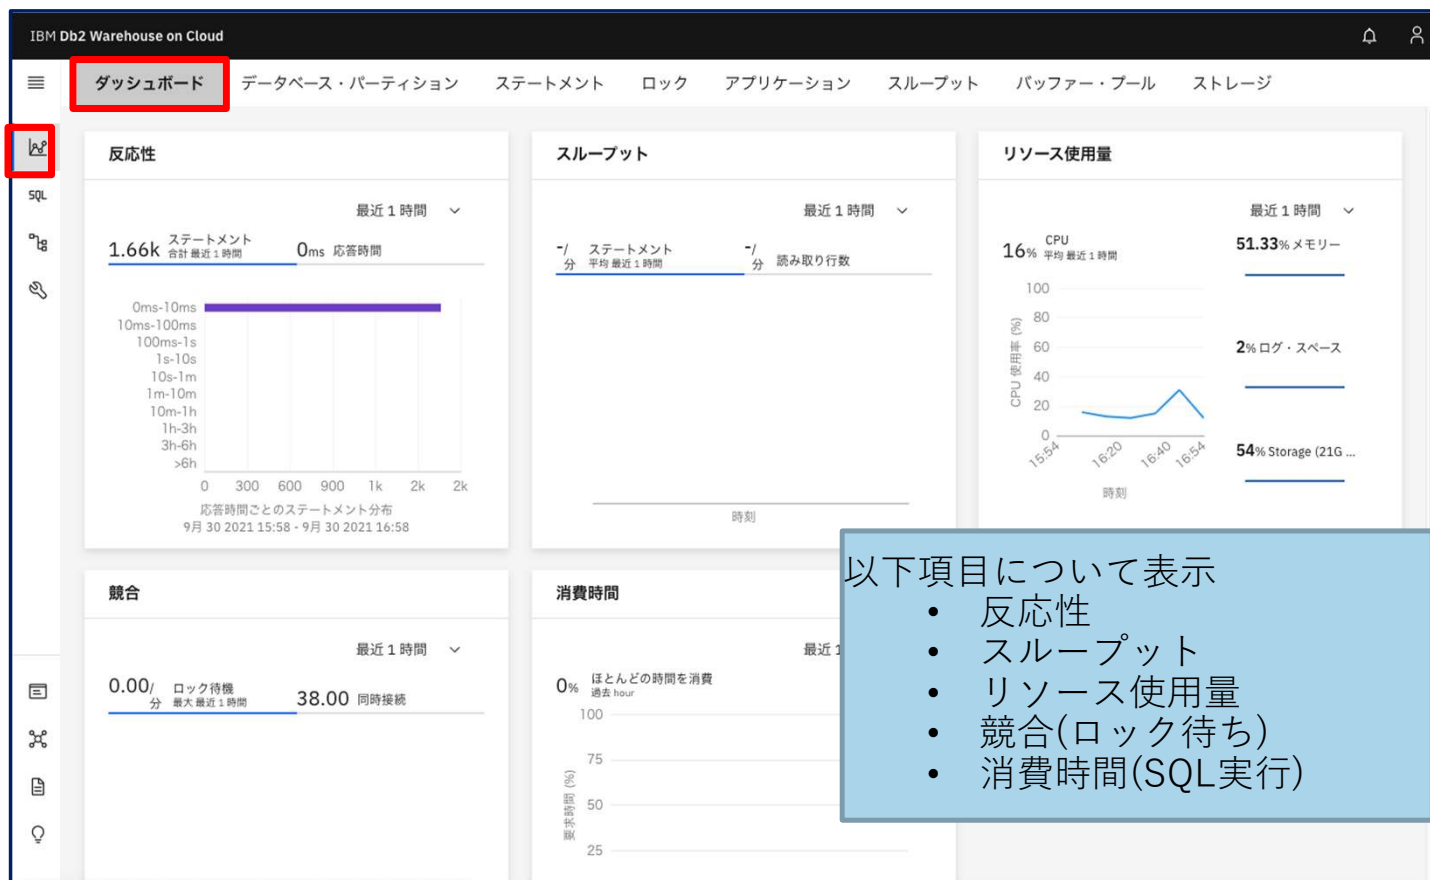 IBM Db2 Warehouse on Cloud
ダッシュボード データベース・パーティション ステートメント ロック アプリケーション スループット バッファー・プール ストレージ
SQL
反応性
最近 1 時間
1.66k ステートメント 合計 最近 1 時間 0ms 応答時間
0ms-10ms
10ms-100ms
100ms-1s
1s-10s
10s-1m
1m-10m
10m-1h
1h-3h
3h-6h
>6h
0 300 600 900 1k 2k 2k
応答時間ごとのステートメント分布
9月 30 2021 15:58 - 9月 30 2021 16:58
スループット
最近 1 時間
-/分 ステートメント 平均 最近 1 時間 -/分 読み取り行数
時刻
リソース使用量
最近 1 時間
16% CPU 平均 最近 1 時間
51.33% メモリー
2% ログ・スペース
54% Storage (21G ...
CPU 使用率 (%)
100
80
60
40
20
0
15:54 16:20 16:40 16:54
時刻
競合
最近 1 時間
0.00/分 ロック待機 最大 最近 1 時間 38.00 同時接続
消費時間
最近 1
0% ほとんどの時間を消費 過去 hour
要求時間 (%)
100
75
50
25
以下項目について表示
• 反応性
• スループット
• リソース使用量
• 競合(ロック待ち)
• 消費時間(SQL実行)